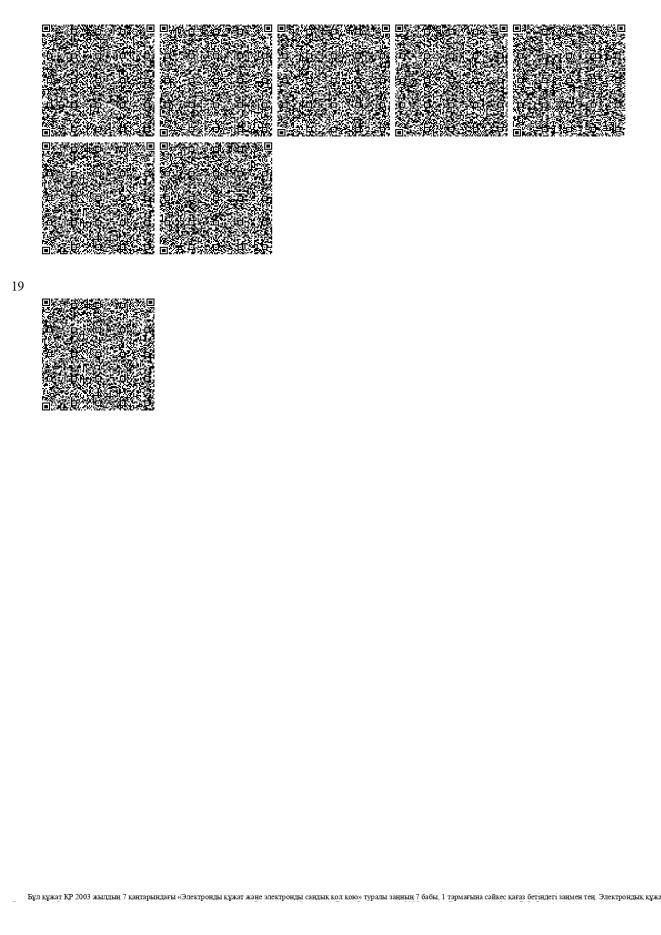 19
Бұл құжат ҚР 2003 жылдың 7 қаңтарындағы «Электронды құжат және электронды сандық қол қою» туралы заңның 7 бабы, 1 тармағына сәйкес қағаз бетіндегі заңмен тең. Электрондық құжа